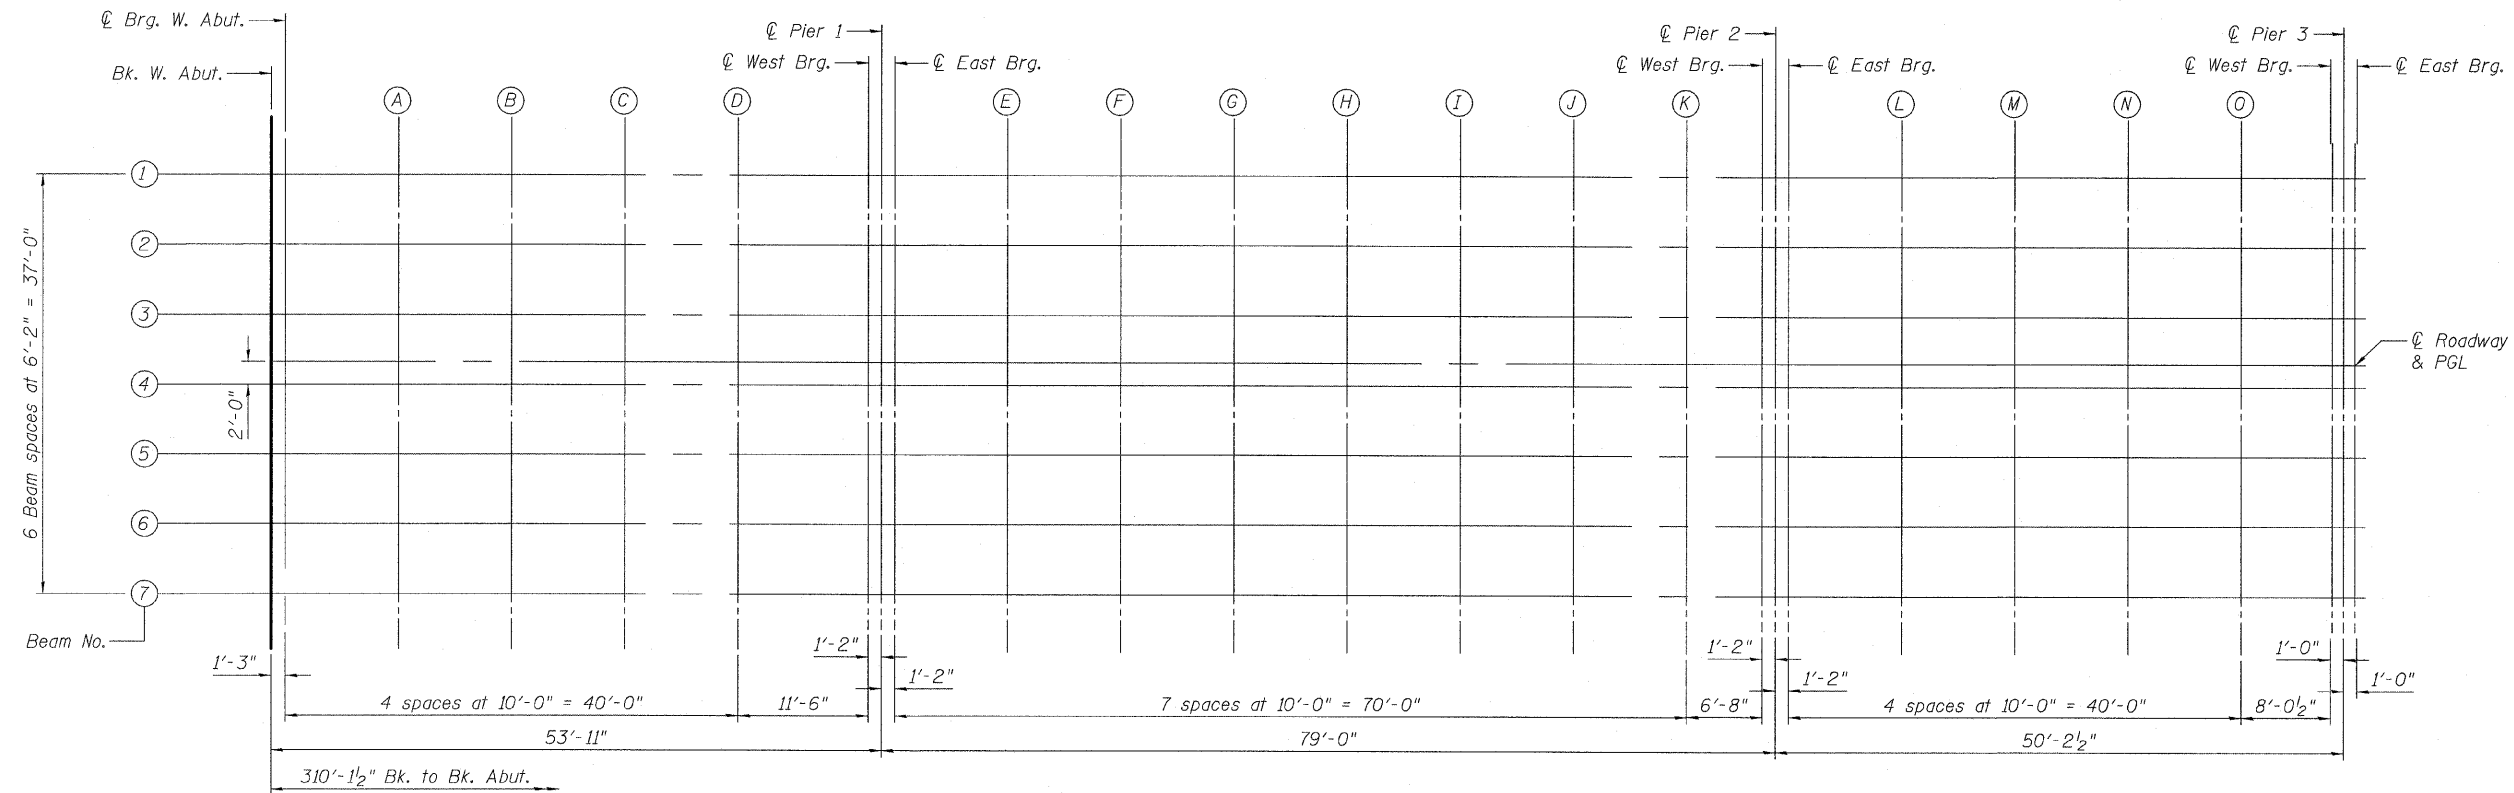 ℄ Brg. W. Abut.
Bk. W. Abut.
℄ Pier 1
℄ West Brg.
℄ East Brg.
℄ Pier 2
℄ West Brg.
℄ East Brg.
℄ Pier 3
℄ West Brg.
℄ East Brg.
A
B
C
D
E
F
G
H
I
J
K
L
M
N
O
1
2
3
4
5
6
7
6 Beam spaces at 6'-2" = 37'-0"
2'-0"
℄ Roadway
& PGL
Beam No.
1'-3"
1'-2"
1'-2"
1'-2"
1'-2"
1'-0"
1'-0"
4 spaces at 10'-0" = 40'-0"
11'-6"
7 spaces at 10'-0" = 70'-0"
6'-8"
4 spaces at 10'-0" = 40'-0"
8'-0½"
53'-11"
79'-0"
50'-2½"
310'-1½" Bk. to Bk. Abut.